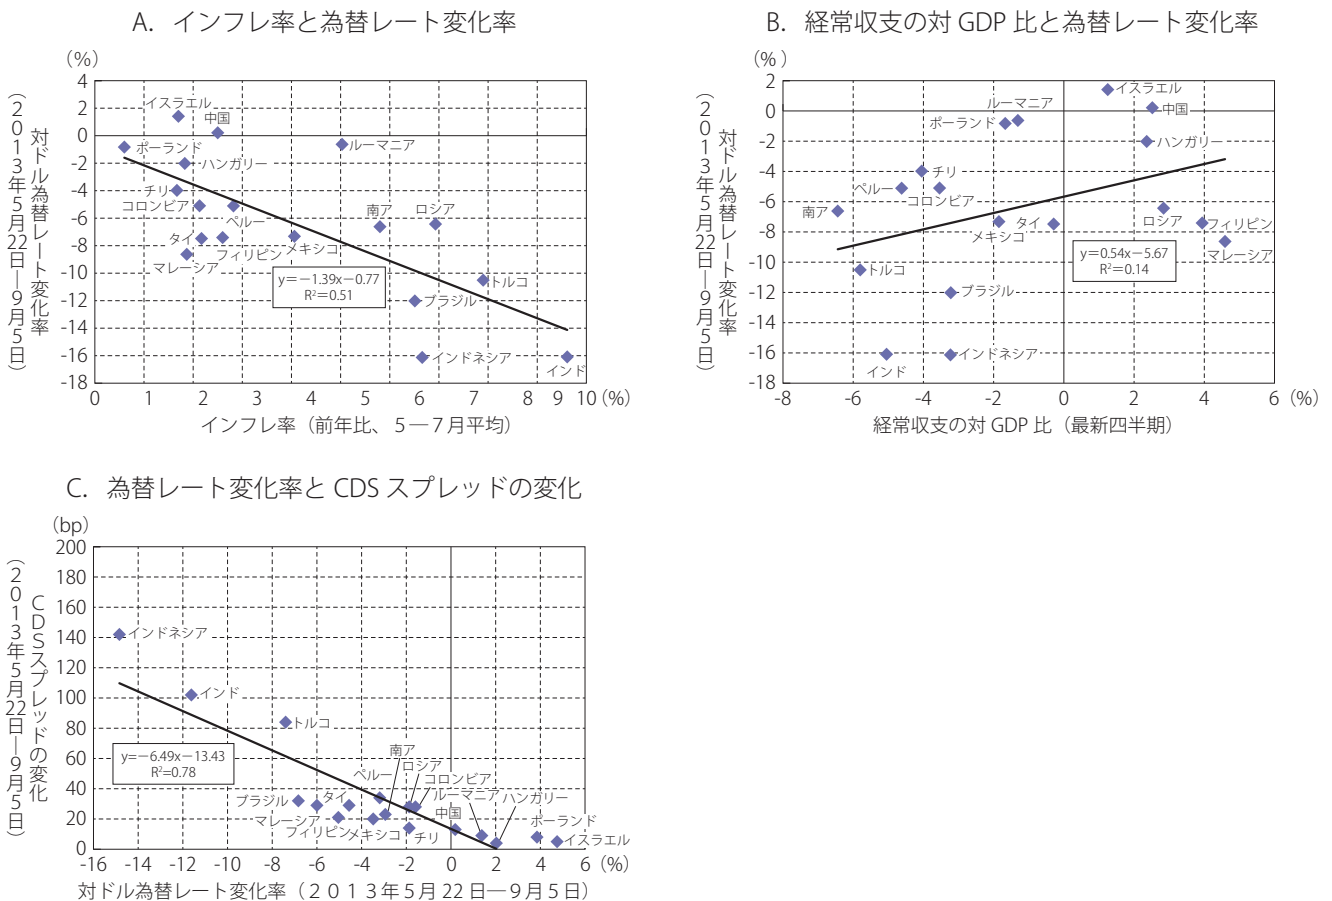 A. インフレ率と為替レート変化率
(%)
対ドル為替レート変化率
(2013年5月22日―9月5日)
4
2
0
-2
-4
-6
-8
-10
-12
-14
-16
-18
イスラエル
中国
ポーランド
ルーマニア
ハンガリー
チリ
コロンビア
ペルー
南ア
ロシア
タイ
フィリピン
メキシコ
マレーシア
トルコ
ブラジル
インドネシア
インド
y=-1.39x-0.77
R²=0.51
0 1 2 3 4 5 6 7 8 9 10 (%)
インフレ率(前年比、5―7月平均)
B. 経常収支の対 GDP 比と為替レート変化率
(%)
対ドル為替レート変化率
(2013年5月22日―9月5日)
2
0
-2
-4
-6
-8
-10
-12
-14
-16
-18
イスラエル
ルーマニア
中国
ポーランド
ハンガリー
チリ
ペルー
コロンビア
南ア
メキシコ
タイ
ロシア
フィリピン
マレーシア
トルコ
ブラジル
インドネシア
インド
y=0.54x-5.67
R²=0.14
-8 -6 -4 -2 0 2 4 6 (%)
経常収支の対 GDP 比(最新四半期)
C. 為替レート変化率と CDS スプレッドの変化
(bp)
CDSスプレッドの変化
(2013年5月22日―9月5日)
200
180
160
140
120
100
80
60
40
20
0
インドネシア
インド
トルコ
y=-6.49x-13.43
R²=0.78
南ア
ロシア
ペルー
コロンビア
ブラジル
タイ
ルーマニア
ハンガリー
マレーシア
中国
ポーランド
フィリピン
メキシコ
チリ
イスラエル
-16 -14 -12 -10 -8 -6 -4 -2 0 2 4 6 (%)
対ドル為替レート変化率(2013年5月22日―9月5日)